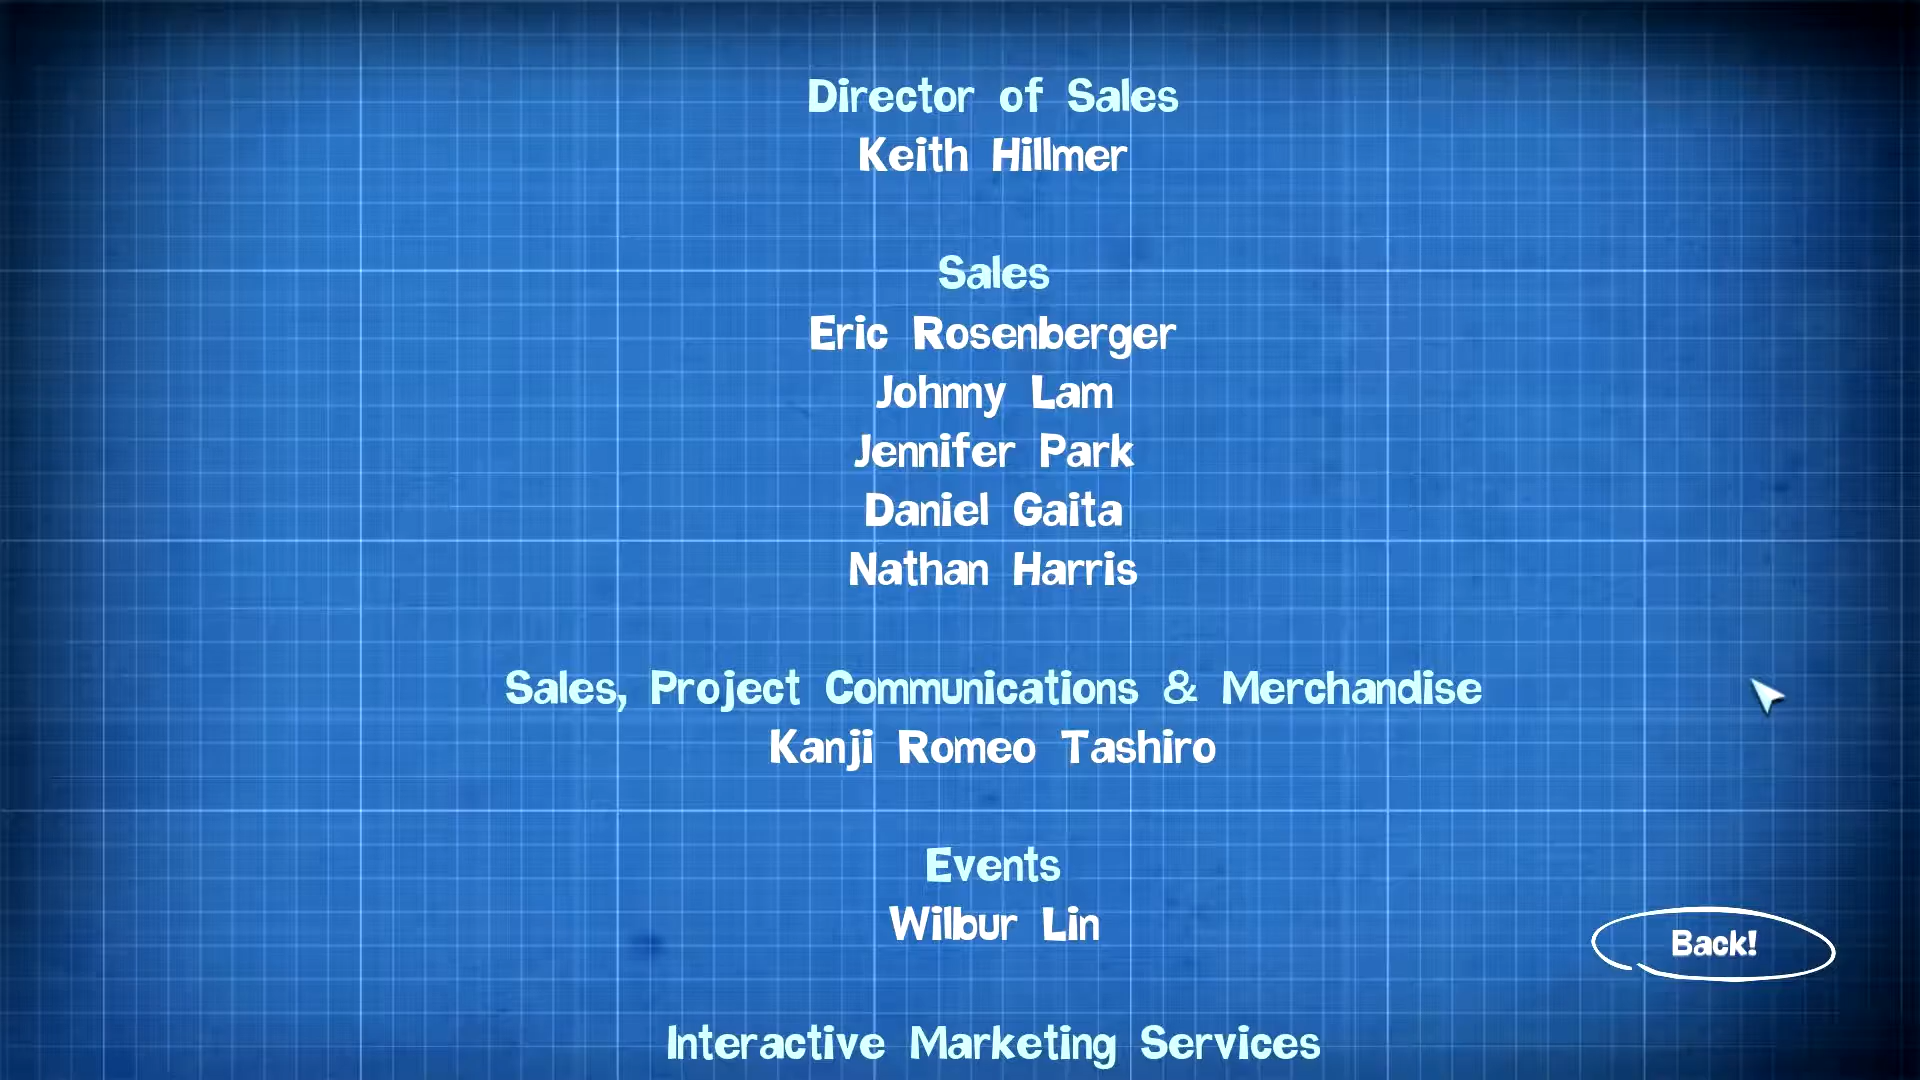 Director of Sales
Keith Hillmer
Sales
Eric Rosenberger
Johnny Lam
Jennifer Park
Daniel Gaita
Nathan Harris
Sales, Project Communications & Merchandise
Kanji Romeo Tashiro
Events
Wilbur Lin
Back!
Interactive Marketing Services